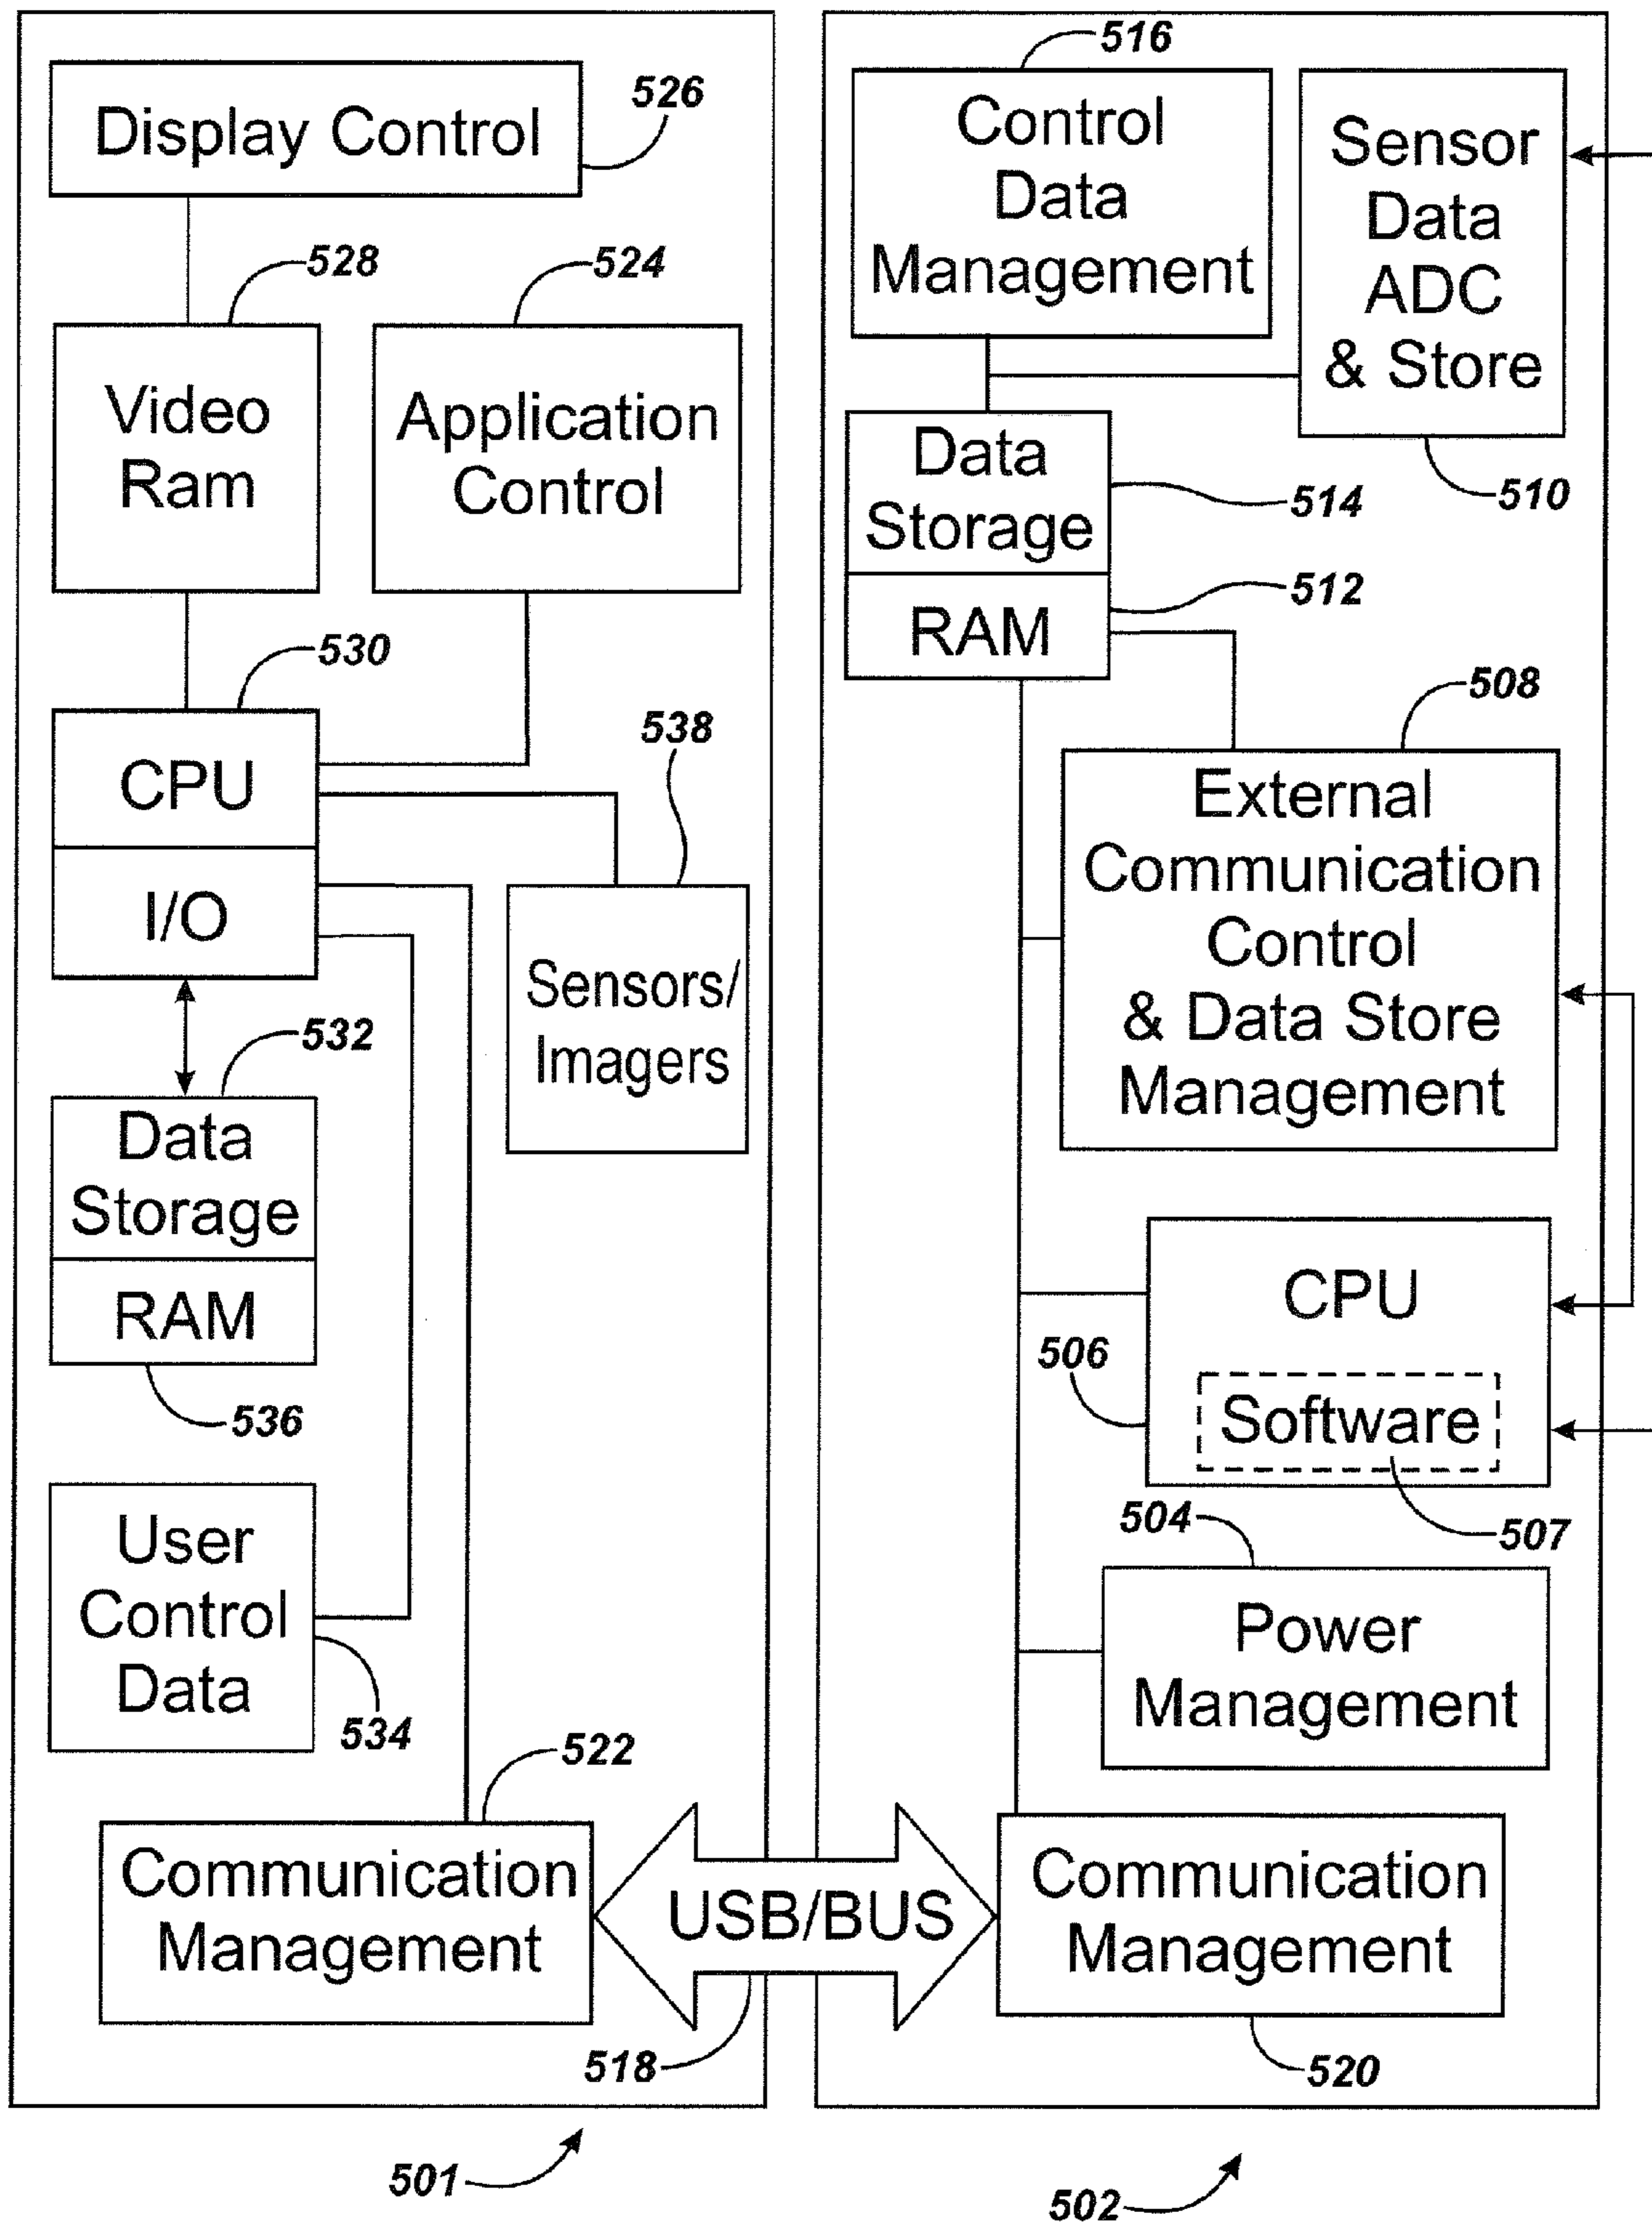 Display Control
526
528
Video
Ram
524
Application
Control
530
CPU
I/O
538
Sensors/
Imagers
532
Data
Storage
RAM
536
User
Control
Data
534
522
Communication
Management
USB/BUS
518
501
516
Control
Data
Management
Sensor
Data
ADC
& Store
510
Data
Storage
514
RAM
512
508
External
Communication
Control
& Data Store
Management
CPU
506
Software
507
504
Power
Management
Communication
Management
520
502